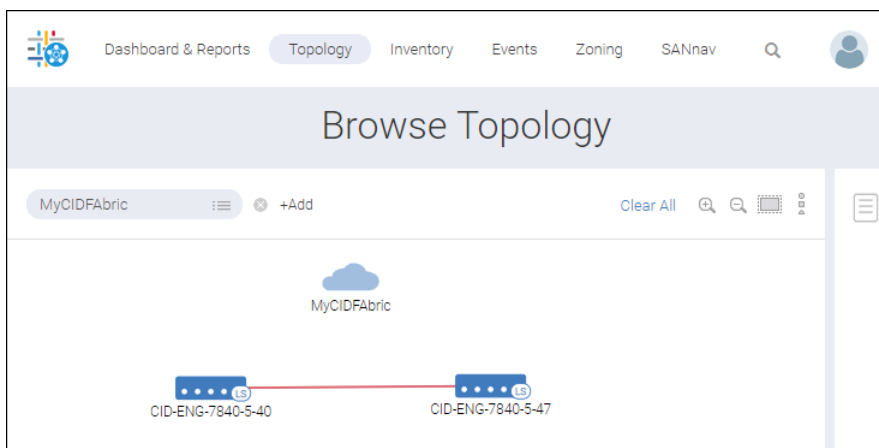 Dashboard & Reports Topology Inventory Events Zoning SANnav
Browse Topology
MyCIDFAbric +Add Clear All
MyCIDFAbric
LS LS
CID-ENG-7840-5-40 CID-ENG-7840-5-47